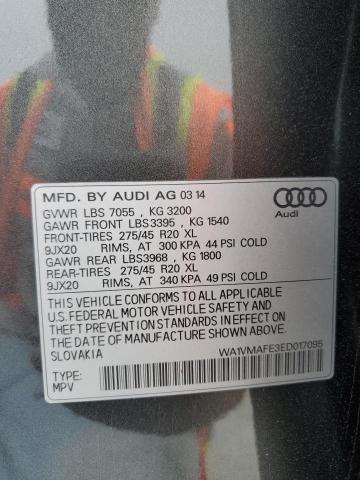 MFD. BY AUDI AG 03 14
GVWR LBS 7055 , KG 3200
GAWR FRONT LBS3395 , KG 1540
FRONT-TIRES 275/45 R20 XL
9JX20 RIMS, AT 300 KPA 44 PSI COLD
GAWR REAR LBS3968 , KG 1800
REAR-TIRES 275/45 R20 XL
9JX20 RIMS, AT 340 KPA 49 PSI COLD
Audi
THIS VEHICLE CONFORMS TO ALL APPLICABLE
U.S. FEDERAL MOTOR VEHICLE SAFETY AND
THEFT PREVENTION STANDARDS IN EFFECT ON
THE DATE OF MANUFACTURE SHOWN ABOVE.
SLOVAKIA WA1VMAFE3ED017095
TYPE:
MPV